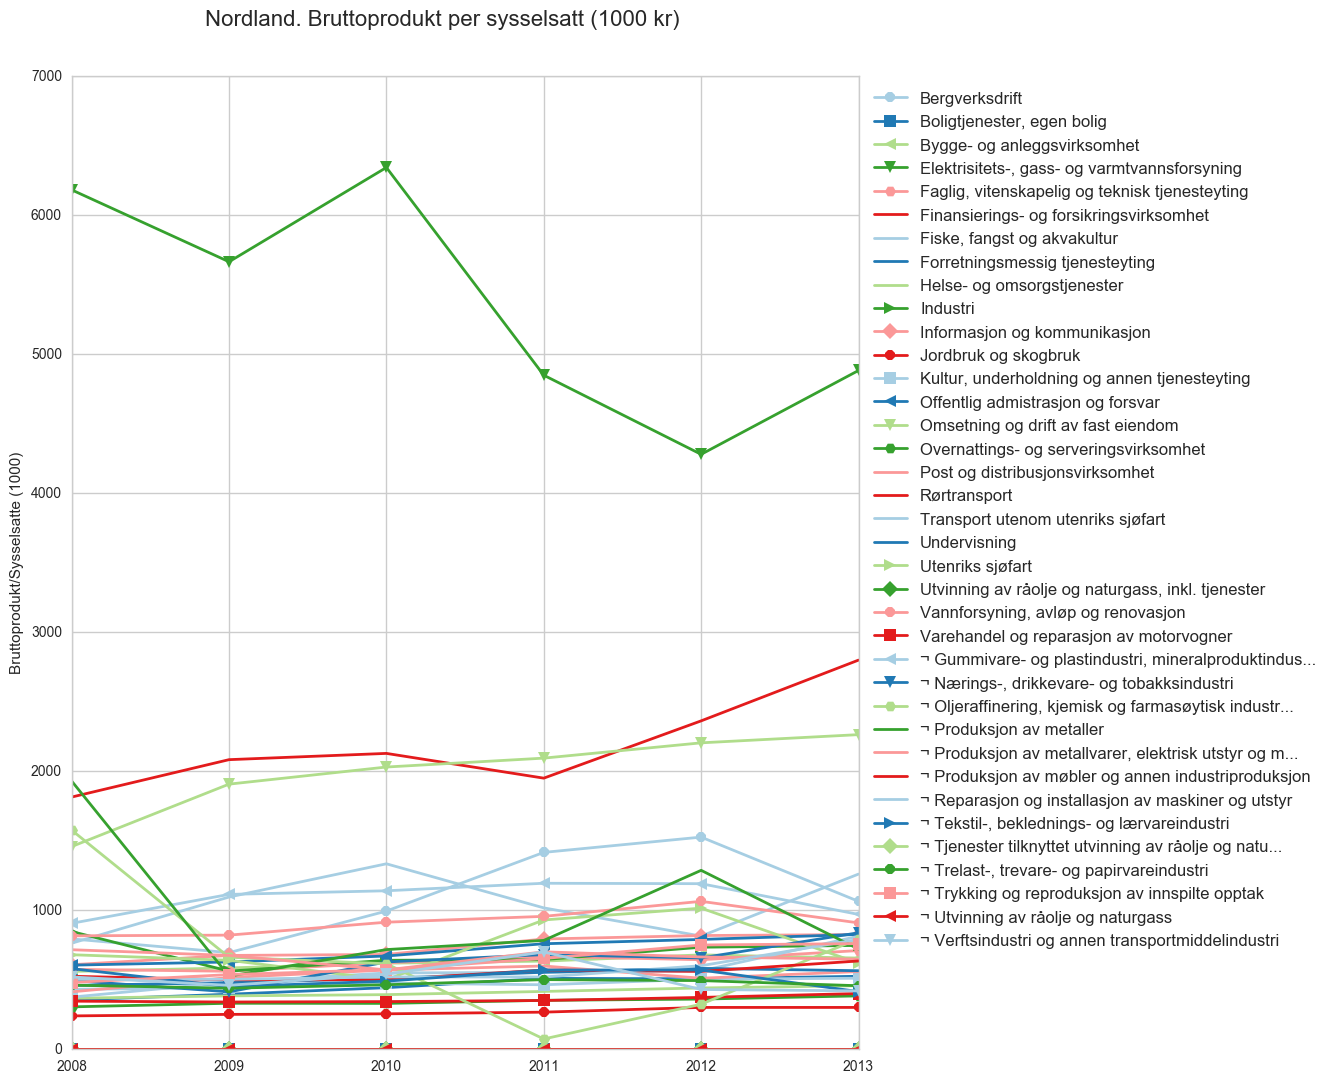 Nordland. Bruttoprodukt per sysselsatt (1000 kr)
7000
6000
5000
4000
3000
2000
1000
0
Bruttoprodukt/Sysselsatte (1000)
2008 2009 2010 2011 2012 2013
Bergverksdrift
Boligtjenester, egen bolig
Bygge- og anleggsvirksomhet
Elektrisitets-, gass- og varmtvannsforsyning
Faglig, vitenskapelig og teknisk tjenesteyting
Finansierings- og forsikringsvirksomhet
Fiske, fangst og akvakultur
Forretningsmessig tjenesteyting
Helse- og omsorgstjenester
Industri
Informasjon og kommunikasjon
Jordbruk og skogbruk
Kultur, underholdning og annen tjenesteyting
Offentlig admistrasjon og forsvar
Omsetning og drift av fast eiendom
Overnattings- og serveringsvirksomhet
Post og distribusjonsvirksomhet
Rørtransport
Transport utenom utenriks sjøfart
Undervisning
Utenriks sjøfart
Utvinning av råolje og naturgass, inkl. tjenester
Vannforsyning, avløp og renovasjon
Varehandel og reparasjon av motorvogner
¬ Gummivare- og plastindustri, mineralproduktindus...
¬ Nærings-, drikkevare- og tobakksindustri
¬ Oljeraffinering, kjemisk og farmasøytisk industr...
¬ Produksjon av metaller
¬ Produksjon av metallvarer, elektrisk utstyr og m...
¬ Produksjon av møbler og annen industriproduksjon
¬ Reparasjon og installasjon av maskiner og utstyr
¬ Tekstil-, beklednings- og lærvareindustri
¬ Tjenester tilknyttet utvinning av råolje og natu...
¬ Trelast-, trevare- og papirvareindustri
¬ Trykking og reproduksjon av innspilte opptak
¬ Utvinning av råolje og naturgass
¬ Verftsindustri og annen transportmiddelindustri